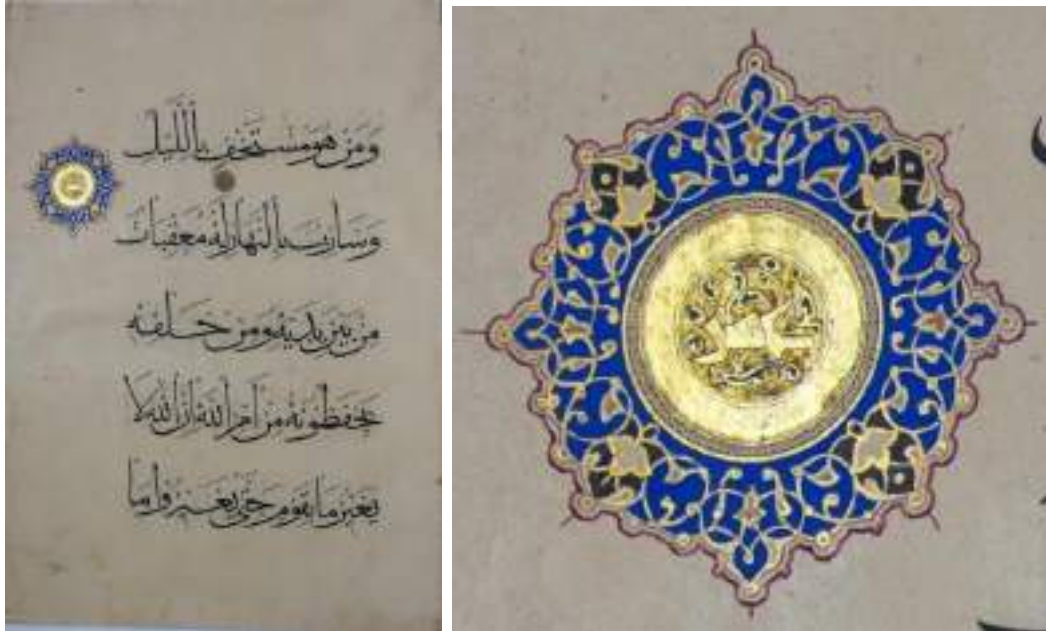 ومن هو مستخف بالليل
وسارب بالنهار له معقبات
من بين يديه ومن خلفه
يحفظونه من امر الله ان الله لا
يغير ما بقوم حتى يغيروا ما